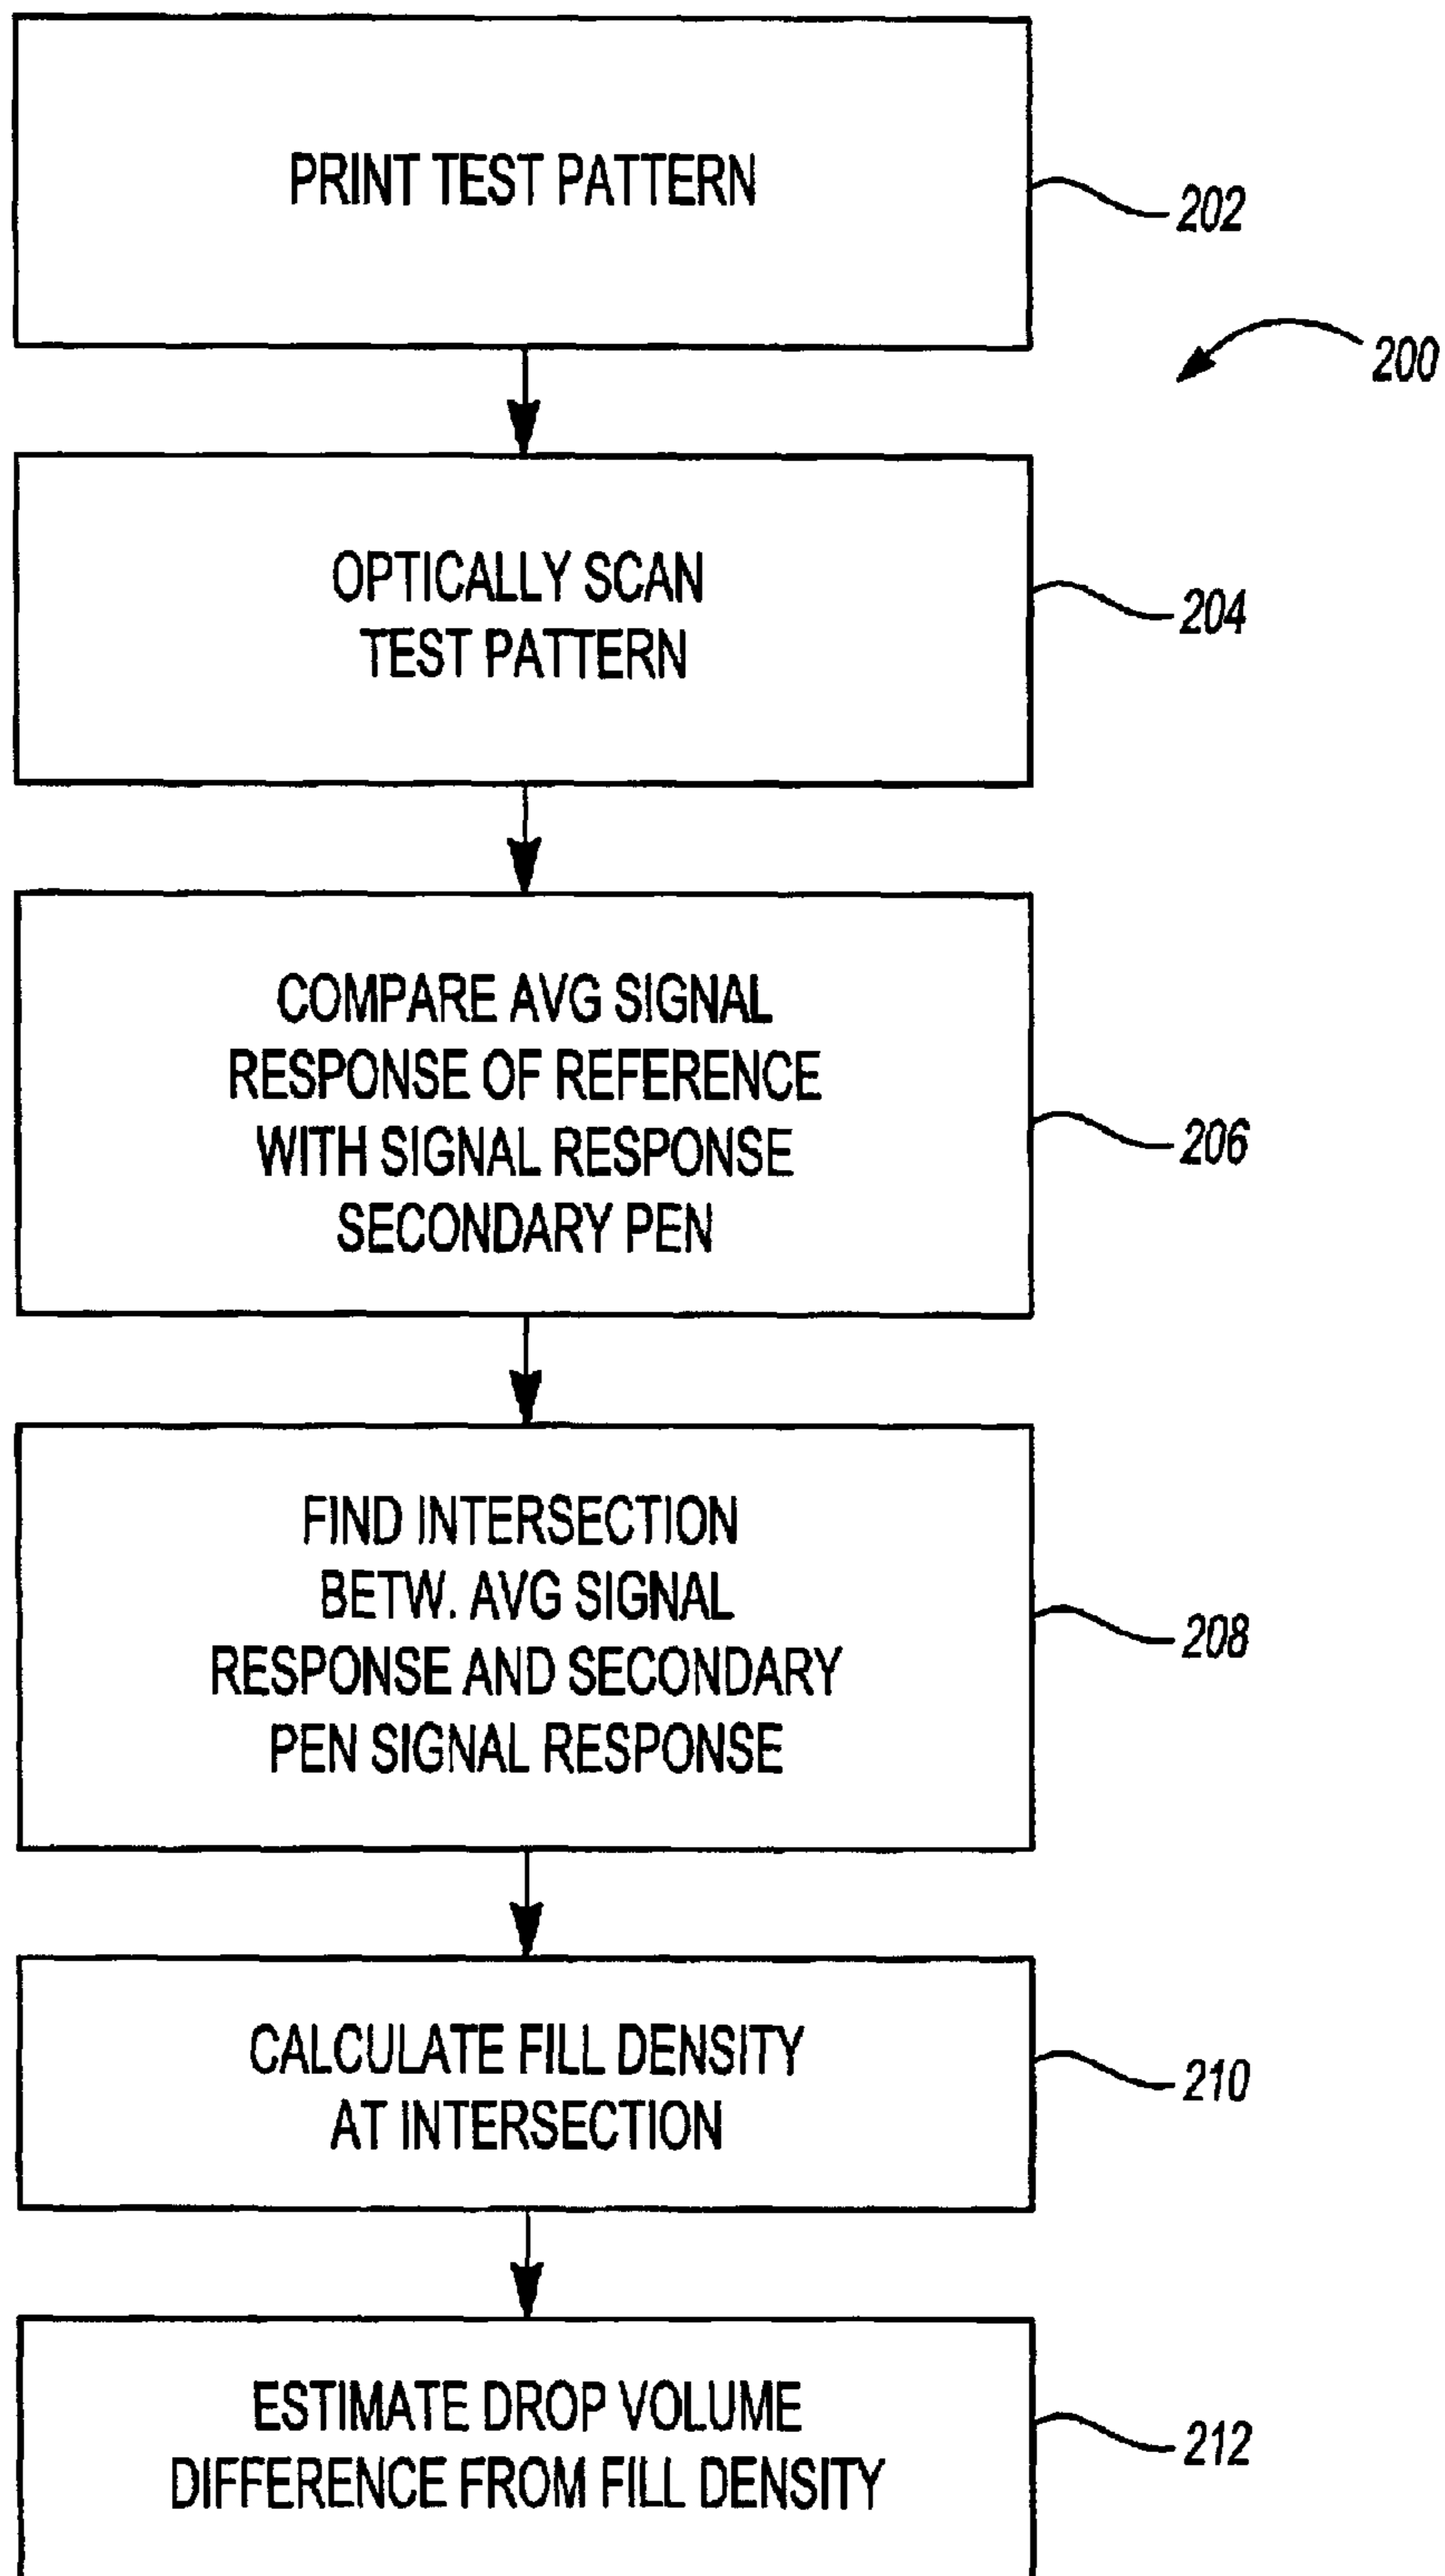 PRINT TEST PATTERN
202
200
OPTICALLY SCAN
TEST PATTERN
204
COMPARE AVG SIGNAL
RESPONSE OF REFERENCE
WITH SIGNAL RESPONSE
SECONDARY PEN
206
FIND INTERSECTION
BETW. AVG SIGNAL
RESPONSE AND SECONDARY
PEN SIGNAL RESPONSE
208
CALCULATE FILL DENSITY
AT INTERSECTION
210
ESTIMATE DROP VOLUME
DIFFERENCE FROM FILL DENSITY
212